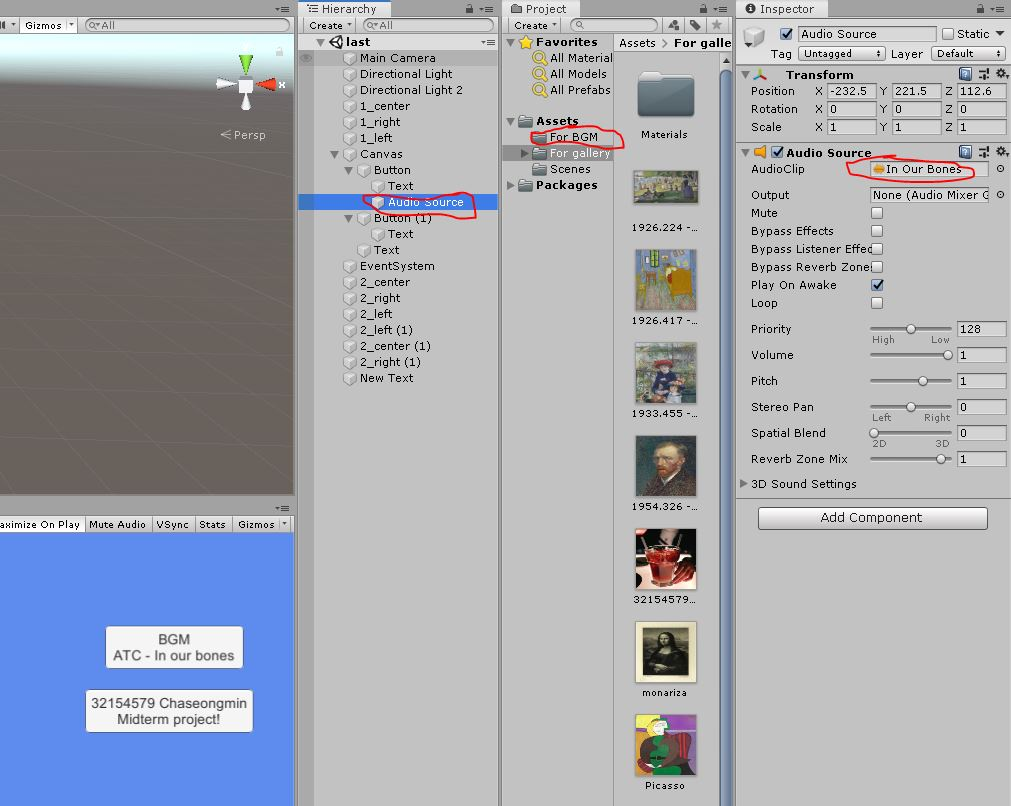 Gizmos
All
x
Persp
aximize On Play
Mute Audio
VSync
Stats
Gizmos
BGM
ATC - In our bones
32154579 Chaseongmin
Midterm project!
Hierarchy
Create
All
last
Main Camera
Directional Light
Directional Light 2
1_center
1_right
1_left
Canvas
Button
Text
Audio Source
Button (1)
Text
Text
EventSystem
2_center
2_right
2_left
2_left (1)
2_center (1)
2_right (1)
New Text
Project
Create
Favorites
All Material
All Models
All Prefabs
Assets
For BGM
For gallery
Scenes
Packages
Assets > For galle
Materials
1926.224 -...
1926.417 -...
1933.455 -...
1954.326 -...
32154579...
monariza
Picasso
Inspector
Audio Source
Static
Tag
Untagged
Layer
Default
Transform
Position X -232.5 Y 221.5 Z 112.6
Rotation X 0 Y 0 Z 0
Scale X 1 Y 1 Z 1
Audio Source
AudioClip
In Our Bones
Output
None (Audio Mixer G
Mute
Bypass Effects
Bypass Listener Effec
Bypass Reverb Zone
Play On Awake
Loop
Priority
128
High
Low
Volume
1
Pitch
1
Stereo Pan
0
Left
Right
Spatial Blend
0
2D
3D
Reverb Zone Mix
1
3D Sound Settings
Add Component